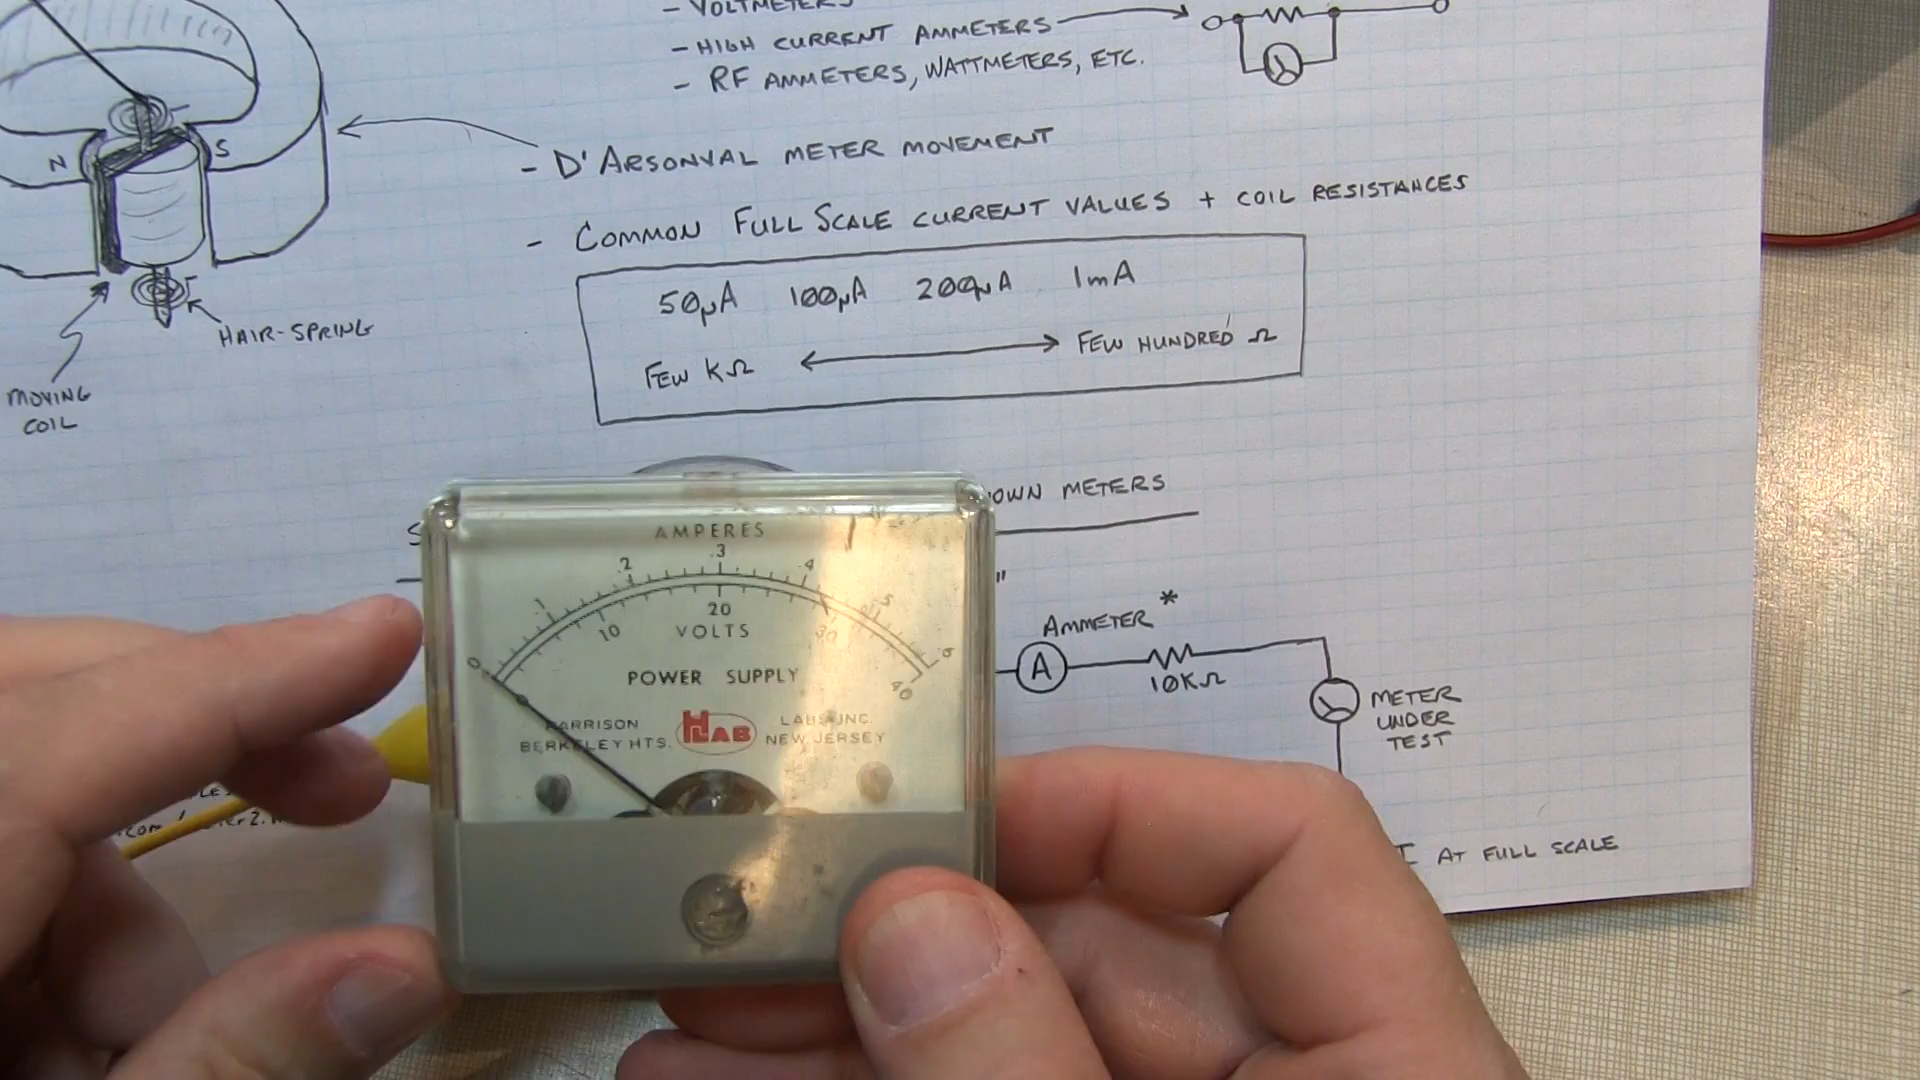 - VOLTMETERS
- HIGH CURRENT AMMETERS
- RF AMMETERS, WATTMETERS, ETC.
N
S
- D'ARSONVAL METER MOVEMENT
- COMMON FULL SCALE CURRENT VALUES + COIL RESISTANCES
50µA 100µA 200µA 1mA
FEW KΩ FEW HUNDRED Ω
HAIR-SPRING
MOVING
COIL
OWN METERS
S
"
AMPERES
0 .1 .2 .3 .4 .5 .6
10 20 30 40
VOLTS
POWER SUPPLY
HARRISON
BERKELEY HTS.
HLAB
LABS INC.
NEW JERSEY
AMMETER *
A
10KΩ
METER
UNDER
TEST
I AT FULL SCALE